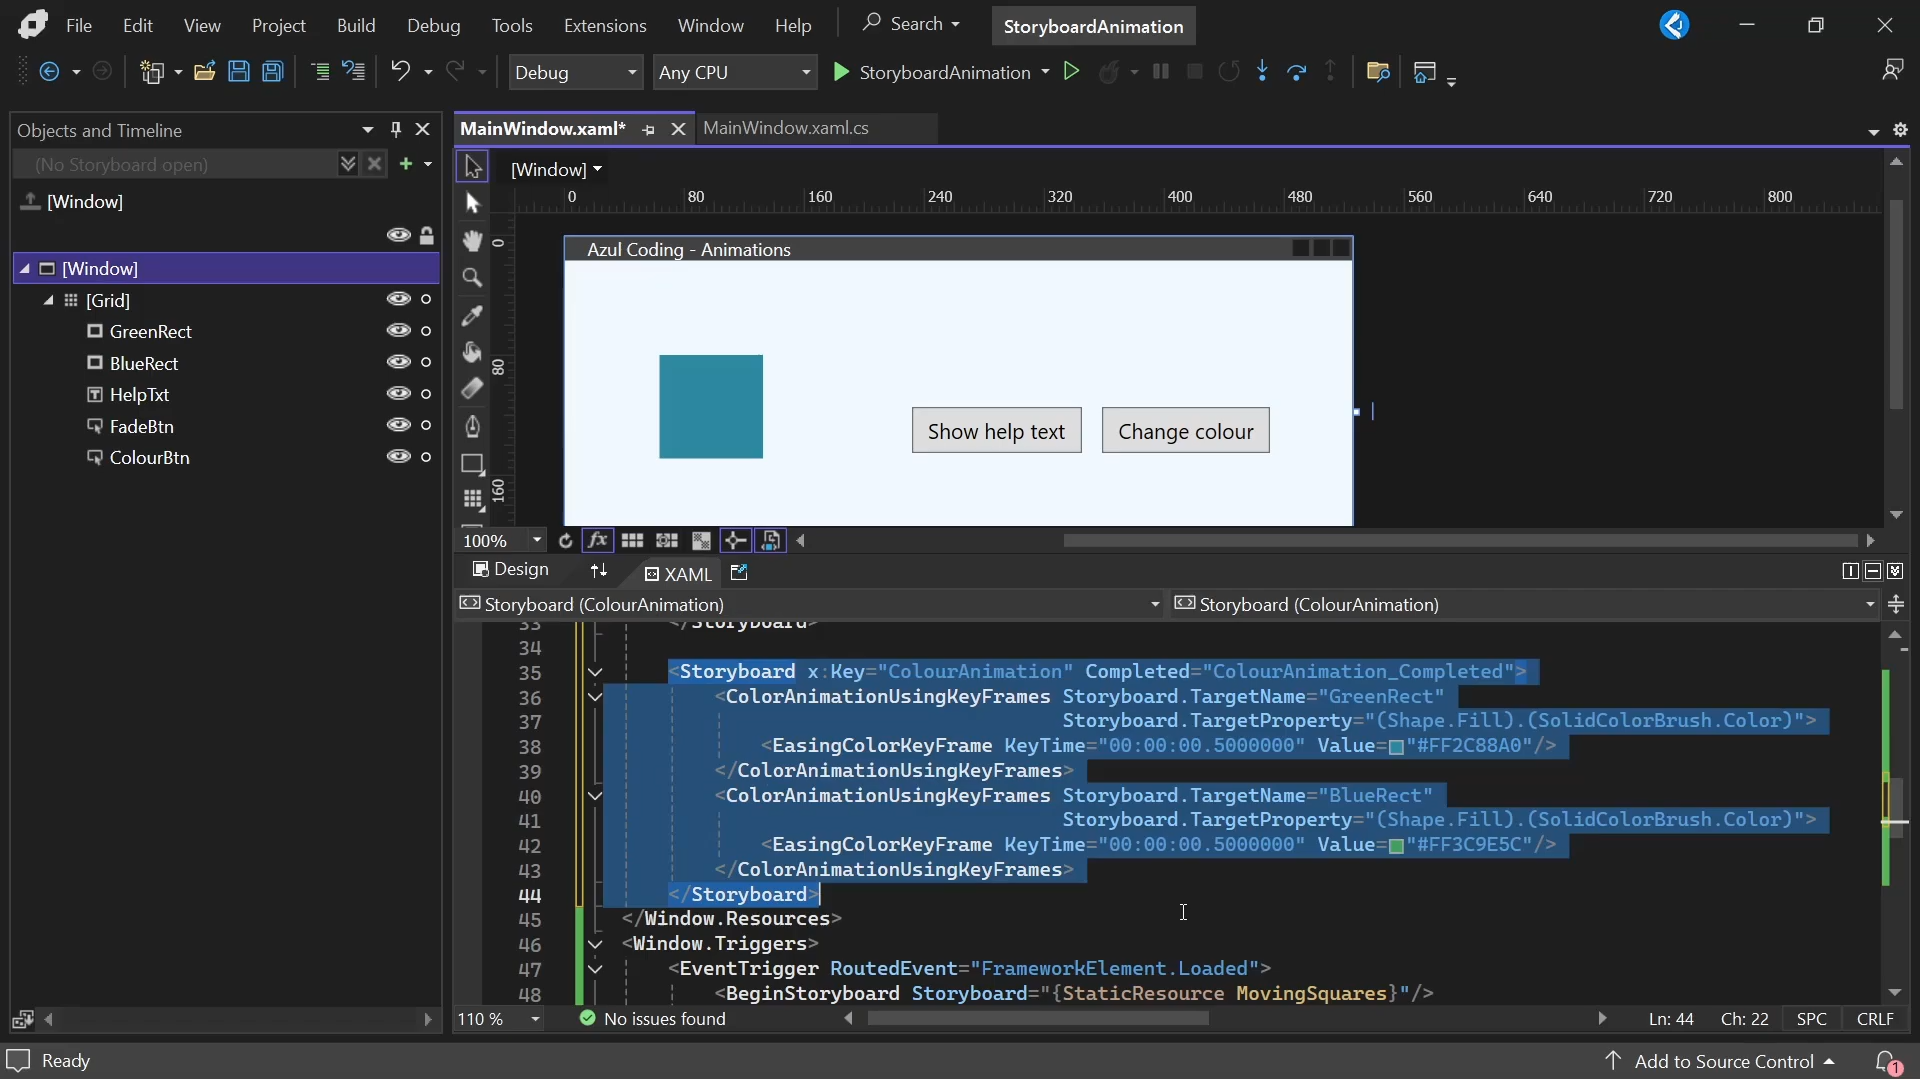 File Edit View Project Build Debug Tools Extensions Window Help Search StoryboardAnimation
Debug Any CPU StoryboardAnimation
Objects and Timeline
(No Storyboard open)
[Window]
[Window]
[Grid]
GreenRect
BlueRect
HelpTxt
FadeBtn
ColourBtn
MainWindow.xaml* MainWindow.xaml.cs
[Window]
0 80 160 240 320 400 480 560 640 720 800
0
80
160
Azul Coding - Animations
Show help text Change colour
100% fx
Design XAML
Storyboard (ColourAnimation) Storyboard (ColourAnimation)
33 </Storyboard>
34
35 <Storyboard x:Key="ColourAnimation" Completed="ColourAnimation_Completed">
36 <ColorAnimationUsingKeyFrames Storyboard.TargetName="GreenRect"
37 Storyboard.TargetProperty="(Shape.Fill).(SolidColorBrush.Color)">
38 <EasingColorKeyFrame KeyTime="00:00:00.5000000" Value="#FF2C88A0"/>
39 </ColorAnimationUsingKeyFrames>
40 <ColorAnimationUsingKeyFrames Storyboard.TargetName="BlueRect"
41 Storyboard.TargetProperty="(Shape.Fill).(SolidColorBrush.Color)">
42 <EasingColorKeyFrame KeyTime="00:00:00.5000000" Value="#FF3C9E5C"/>
43 </ColorAnimationUsingKeyFrames>
44 </Storyboard>
45 </Window.Resources>
46 <Window.Triggers>
47 <EventTrigger RoutedEvent="FrameworkElement.Loaded">
48 <BeginStoryboard Storyboard="{StaticResource MovingSquares}"/>
110 % No issues found Ln: 44 Ch: 22 SPC CRLF
Ready Add to Source Control 1